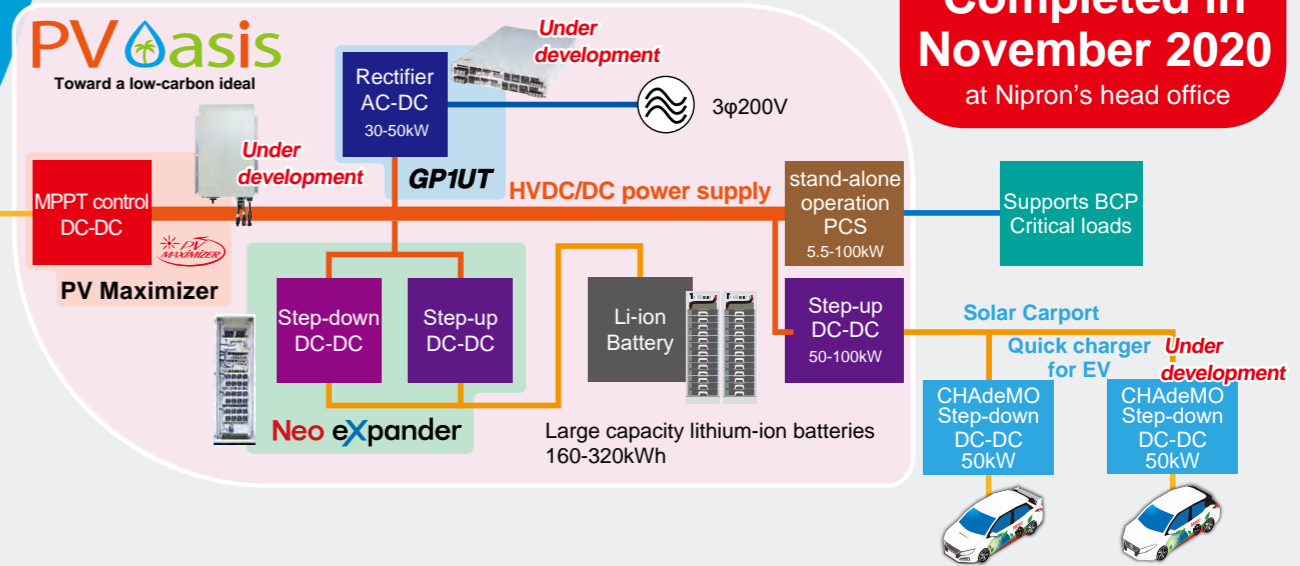 PV Oasis
Toward a low-carbon ideal
Completed in
November 2020
at Nipron's head office
Rectifier
AC-DC
30-50kW
Under
development
3φ200V
GP1UT
Under
development
MPPT control
DC-DC
PV
MAXIMIZER
PV Maximizer
HVDC/DC power supply
stand-alone
operation
PCS
5.5-100kW
Supports BCP
Critical loads
Step-down
DC-DC
Step-up
DC-DC
Neo eXpander
Li-ion
Battery
Large capacity lithium-ion batteries
160-320kWh
Step-up
DC-DC
50-100kW
Solar Carport
Quick charger
for EV
Under
development
CHAdeMO
Step-down
DC-DC
50kW
CHAdeMO
Step-down
DC-DC
50kW